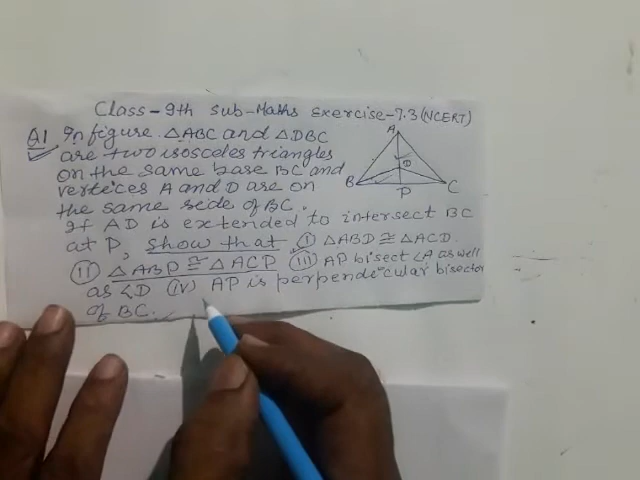 Class-9th Sub-Maths Exercise-7.3 (NCERT)
Q1 In figure. △ABC and △DBC
are two isosceles triangles
on the same base BC and
vertices A and D are on
the same side of BC.
If AD is extended to intersect BC
at P, show that (I) △ABD ≅ △ACD.
(II) △ABP ≅ △ACP (III) AP bisect ∠A as well
as ∠D (IV) AP is perpendicular bisector
of BC.
A
D
B
P
C